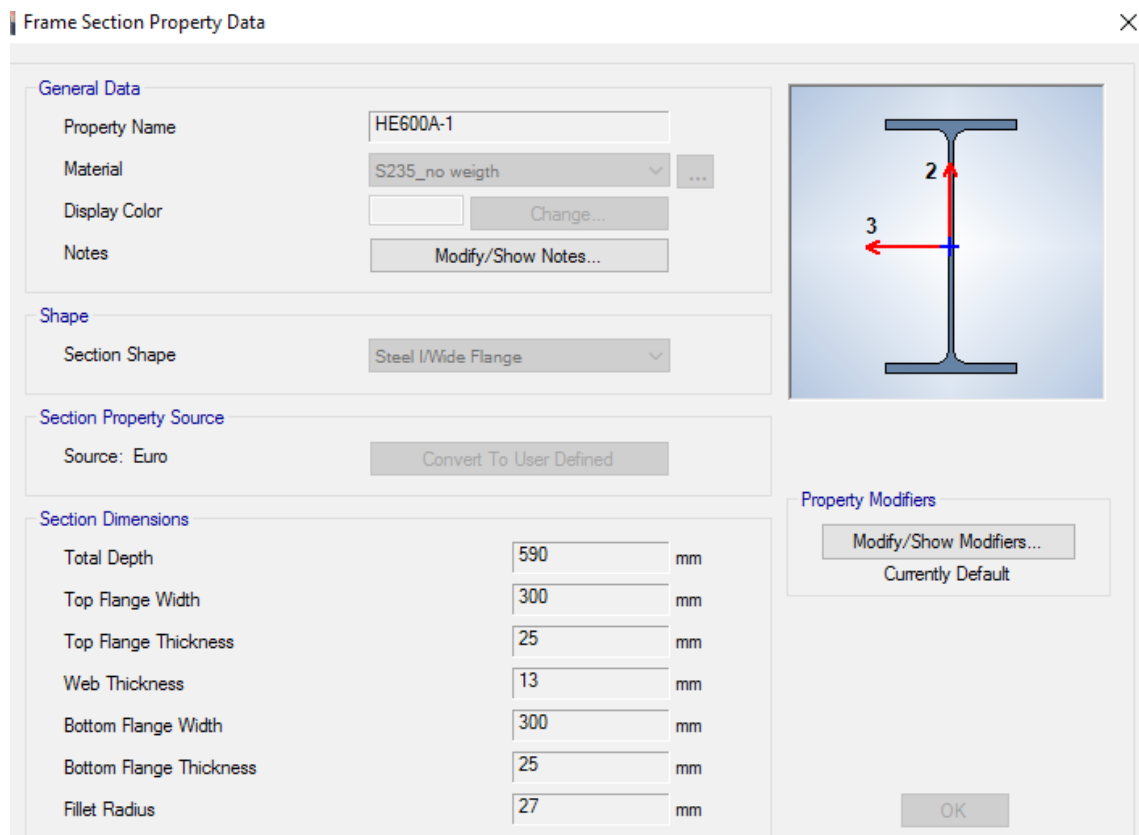 Frame Section Property Data
General Data
Property Name HE600A-1
Material S235_no weigth ...
Display Color Change...
Notes Modify/Show Notes...
2
3
Shape
Section Shape Steel I/Wide Flange
Section Property Source
Source: Euro Convert To User Defined
Property Modifiers
Modify/Show Modifiers...
Currently Default
Section Dimensions
Total Depth 590 mm
Top Flange Width 300 mm
Top Flange Thickness 25 mm
Web Thickness 13 mm
Bottom Flange Width 300 mm
Bottom Flange Thickness 25 mm
Fillet Radius 27 mm
OK